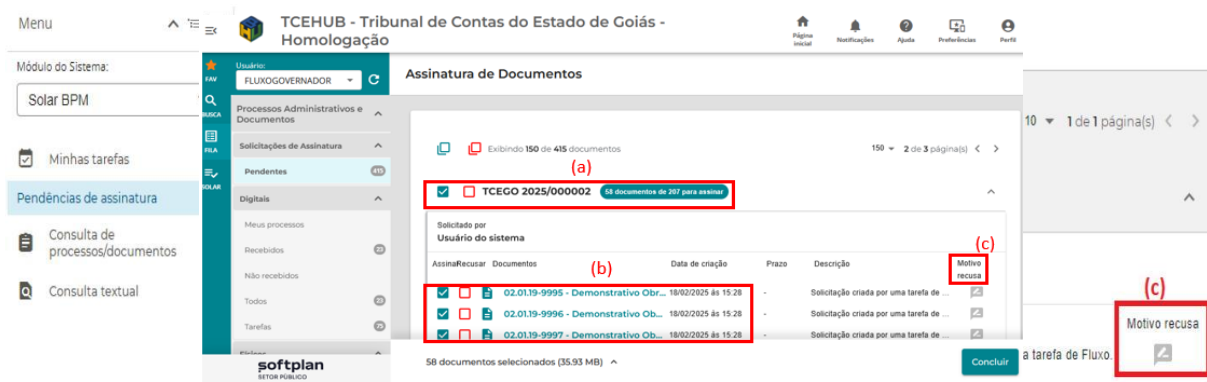 Menu
Módulo do Sistema:
Solar BPM
Minhas tarefas
Pendências de assinatura
Consulta de
processos/documentos
Consulta textual
TCEHUB - Tribunal de Contas do Estado de Goiás -
Homologação
Página
inicial
Notificações
Ajuda
Preferências
Perfil
FAV
BUSCA
FILA
SOLAR
Usuário:
FLUXOGOVERNADOR
Processos Administrativos e
Documentos
Solicitações de Assinatura
Pendentes 415
Digitais
Meus processos
Recebidos 23
Não recebidos
Todos 23
Tarefas
softplan
SETOR PÚBLICO
Assinatura de Documentos
Exibindo 150 de 415 documentos
150 2 de 3 página(s) < >
(a)
TCEGO 2025/000002 58 documentos de 207 para assinar
Solicitado por
Usuário do sistema
(c)
AssinaRecusar Documentos Data de criação Prazo Descrição Motivo
recusa
(b)
02.01.19-9995 - Demonstrativo Obr... 18/02/2025 às 15:28 - Solicitação criada por uma tarefa de ...
02.01.19-9996 - Demonstrativo Ob... 18/02/2025 às 15:28 - Solicitação criada por uma tarefa de ...
02.01.19-9997 - Demonstrativo Ob... 18/02/2025 às 15:28 - Solicitação criada por uma tarefa de ...
58 documentos selecionados (35.93 MB)
Concluir
10 1 de 1 página(s) < >
(c)
Motivo recusa
a tarefa de Fluxo.